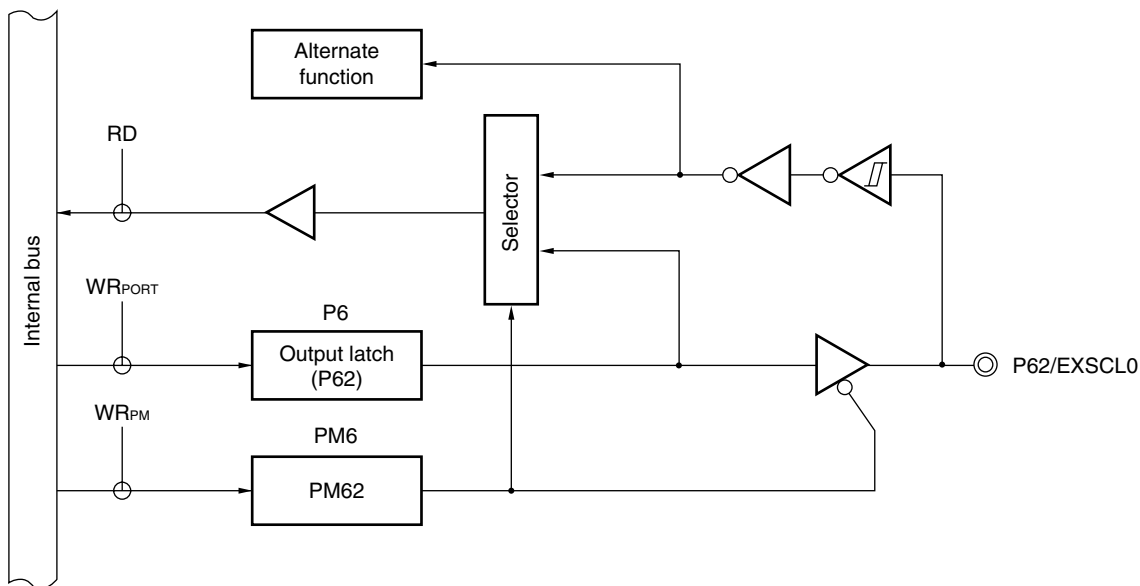 Alternate
function
RD
Selector
Internal bus
WRPORT
P6
Output latch
(P62)
P62/EXSCL0
WRPM
PM6
PM62